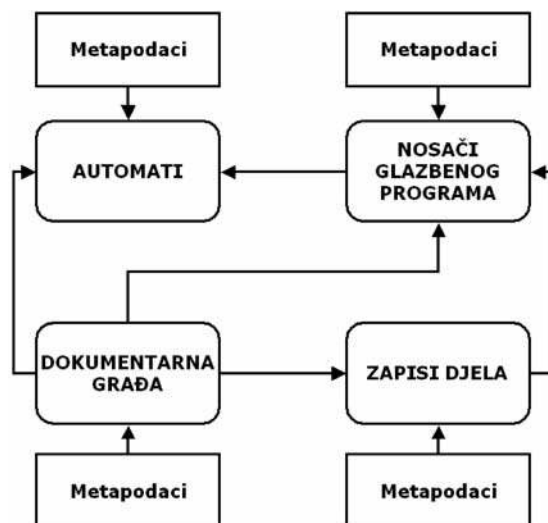 Metapodaci
Metapodaci
AUTOMATI
NOSAČI
GLAZBENOG
PROGRAMA
DOKUMENTARNA
GRAĐA
ZAPISI DJELA
Metapodaci
Metapodaci